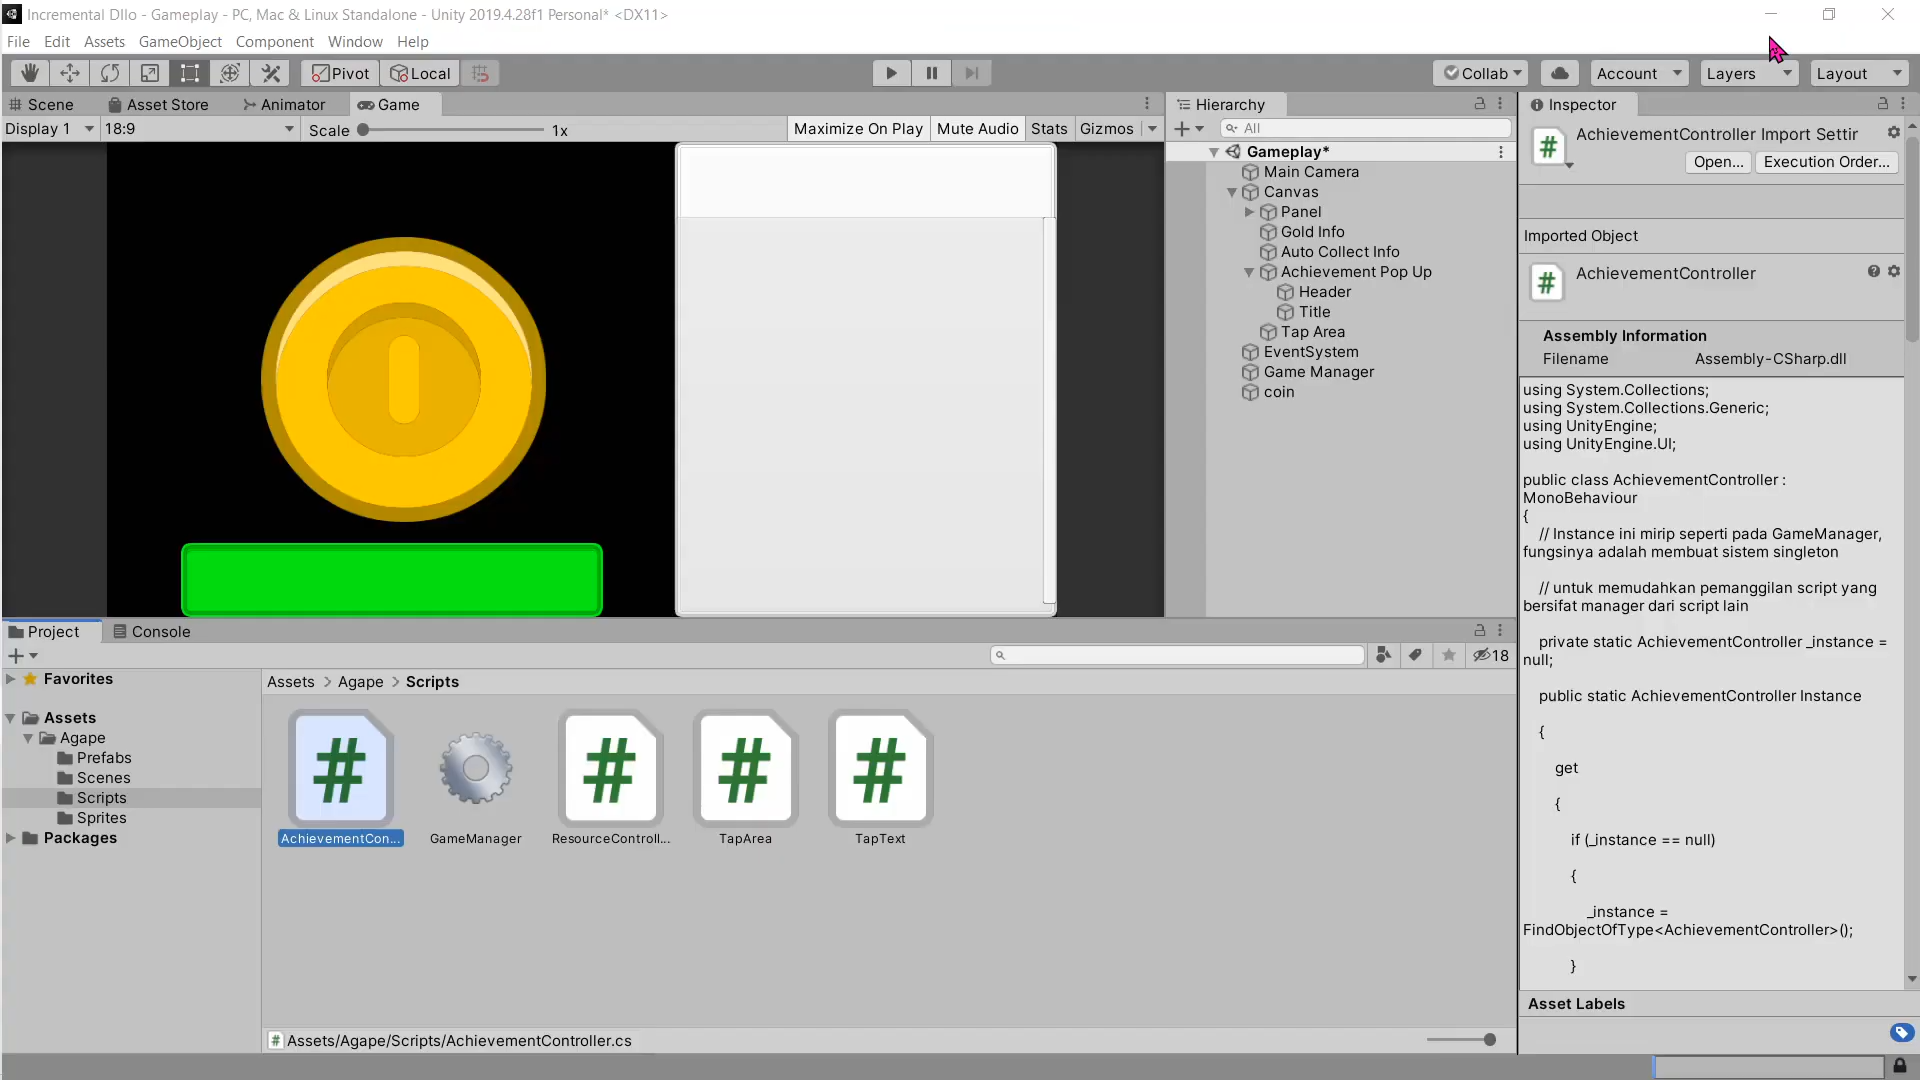 Incremental Dllo - Gameplay - PC, Mac & Linux Standalone - Unity 2019.4.28f1 Personal* <DX11>
File Edit Assets GameObject Component Window Help
Pivot Local Collab Account Layers Layout
Scene Asset Store Animator Game
Display 1 18:9 Scale 1x Maximize On Play Mute Audio Stats Gizmos
Hierarchy
All
Gameplay*
Main Camera
Canvas
Panel
Gold Info
Auto Collect Info
Achievement Pop Up
Header
Title
Tap Area
EventSystem
Game Manager
coin
Inspector
AchievementController Import Settir
Open... Execution Order...
Imported Object
AchievementController
Assembly Information
Filename Assembly-CSharp.dll
using System.Collections;
using System.Collections.Generic;
using UnityEngine;
using UnityEngine.UI;
public class AchievementController :
MonoBehaviour
{
// Instance ini mirip seperti pada GameManager,
fungsinya adalah membuat sistem singleton
// untuk memudahkan pemanggilan script yang
bersifat manager dari script lain
private static AchievementController _instance =
null;
public static AchievementController Instance
{
get
{
if (_instance == null)
{
_instance =
FindObjectOfType<AchievementController>();
}
Asset Labels
Project Console
18
Favorites
Assets
Agape
Prefabs
Scenes
Scripts
Sprites
Packages
Assets > Agape > Scripts
AchievementCon...
GameManager
ResourceControll...
TapArea
TapText
Assets/Agape/Scripts/AchievementController.cs